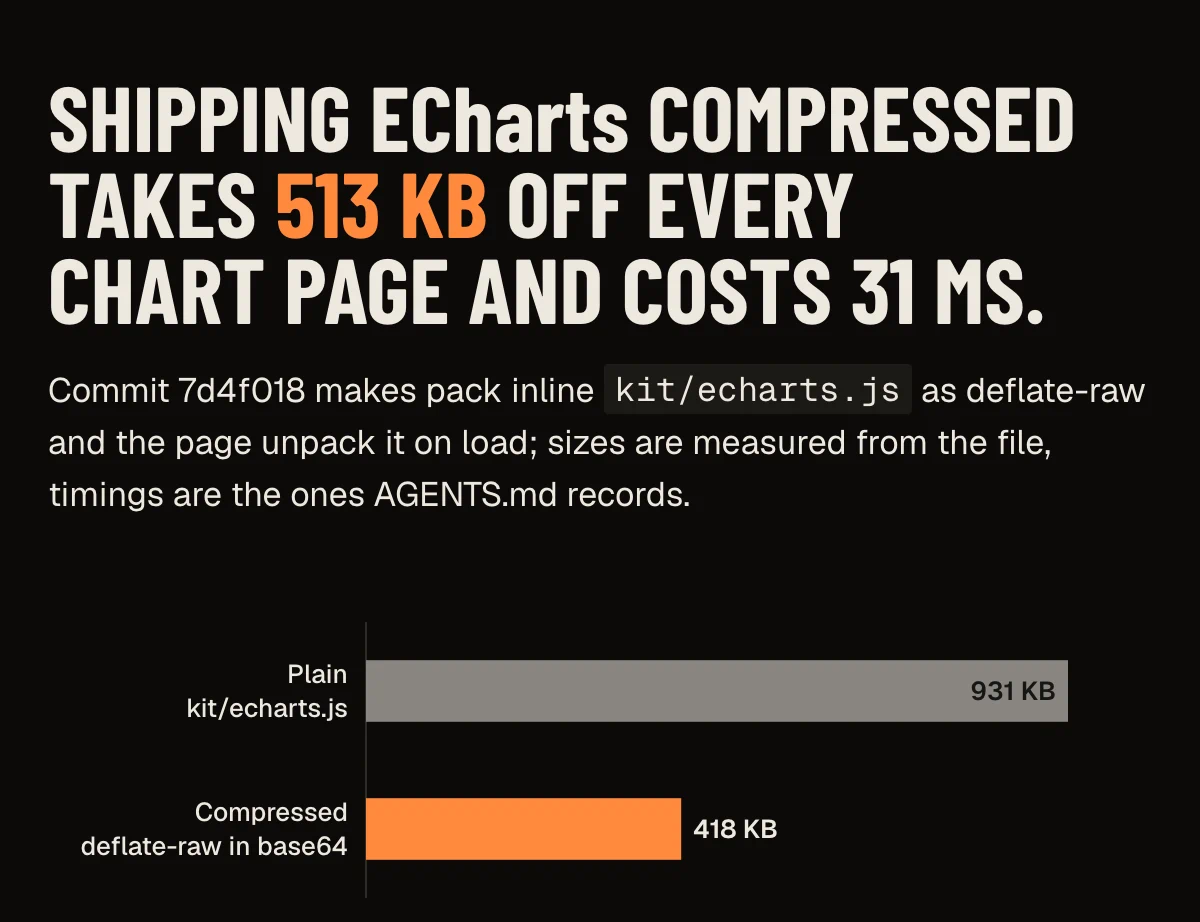 SHIPPING ECharts COMPRESSED
TAKES 513 KB OFF EVERY
CHART PAGE AND COSTS 31 MS.
Commit 7d4f018 makes pack inline kit/echarts.js as deflate-raw
and the page unpack it on load; sizes are measured from the file,
timings are the ones AGENTS.md records.
Plain
kit/echarts.js
931 KB
Compressed
deflate-raw in base64
418 KB